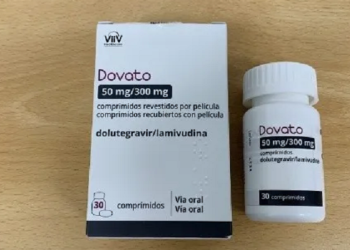 ViiV
Dovato
50 mg/300 mg
comprimidos revestidos por película
comprimidos recubiertos con película
dolutegravir/lamivudina
30 comprimidos
Via oral
Vía oral
Dovato
50 mg/300 mg
comprimidos
dolutegravir/lamivudina
30 comprimidos